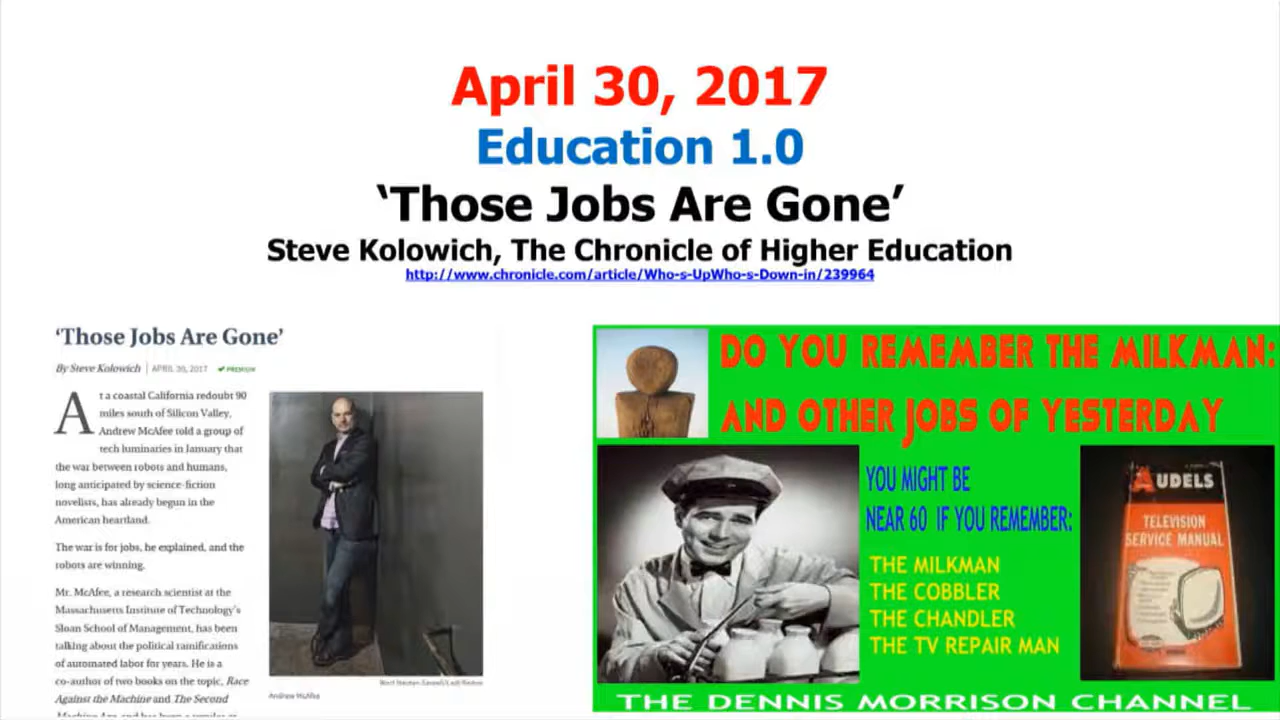 April 30, 2017
Education 1.0
‘Those Jobs Are Gone’
Steve Kolowich, The Chronicle of Higher Education
http://www.chronicle.com/article/Who-s-UpWho-s-Down-in/239964
‘Those Jobs Are Gone’
By Steve Kolowich | APRIL 30, 2017 ✔ PREMIUM
At a coastal California redoubt 90
miles south of Silicon Valley,
Andrew McAfee told a group of
tech luminaries in January that
the war between robots and humans,
long anticipated by science-fiction
novelists, has already begun in the
American heartland.
The war is for jobs, he explained, and the
robots are winning.
Mr. McAfee, a research scientist at the
Massachusetts Institute of Technology’s
Sloan School of Management, has been
talking about the political ramifications
of automated labor for years. He is a
co-author of two books on the topic, Race
Against the Machine and The Second
Andrew McAfee
DO YOU REMEMBER THE MILKMAN:
AND OTHER JOBS OF YESTERDAY
YOU MIGHT BE
NEAR 60 IF YOU REMEMBER:
THE MILKMAN
THE COBBLER
THE CHANDLER
THE TV REPAIR MAN
AUDELS
TELEVISION
SERVICE MANUAL
THE DENNIS MORRISON CHANNEL